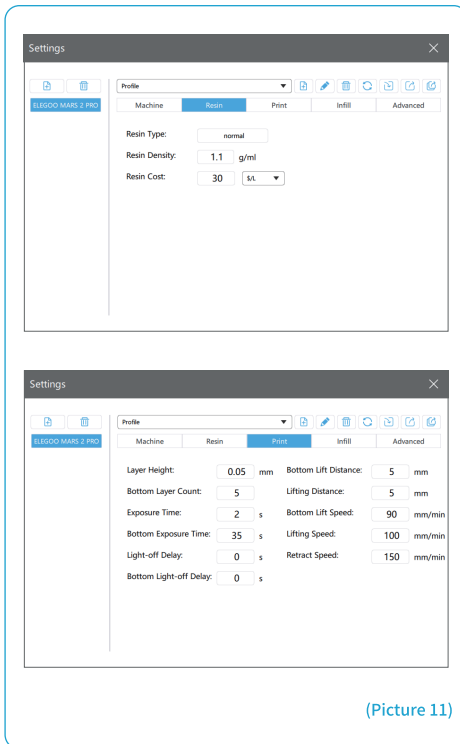 Settings
Profile
ELEGOO MARS 2 PRO
Machine Resin Print Infill Advanced
Resin Type: normal
Resin Density: 1.1 g/ml
Resin Cost: 30 $/L
Settings
Profile
ELEGOO MARS 2 PRO
Machine Resin Print Infill Advanced
Layer Height: 0.05 mm Bottom Lift Distance: 5 mm
Bottom Layer Count: 5 Lifting Distance: 5 mm
Exposure Time: 2 s Bottom Lift Speed: 90 mm/min
Bottom Exposure Time: 35 s Lifting Speed: 100 mm/min
Light-off Delay: 0 s Retract Speed: 150 mm/min
Bottom Light-off Delay: 0 s
(Picture 11)